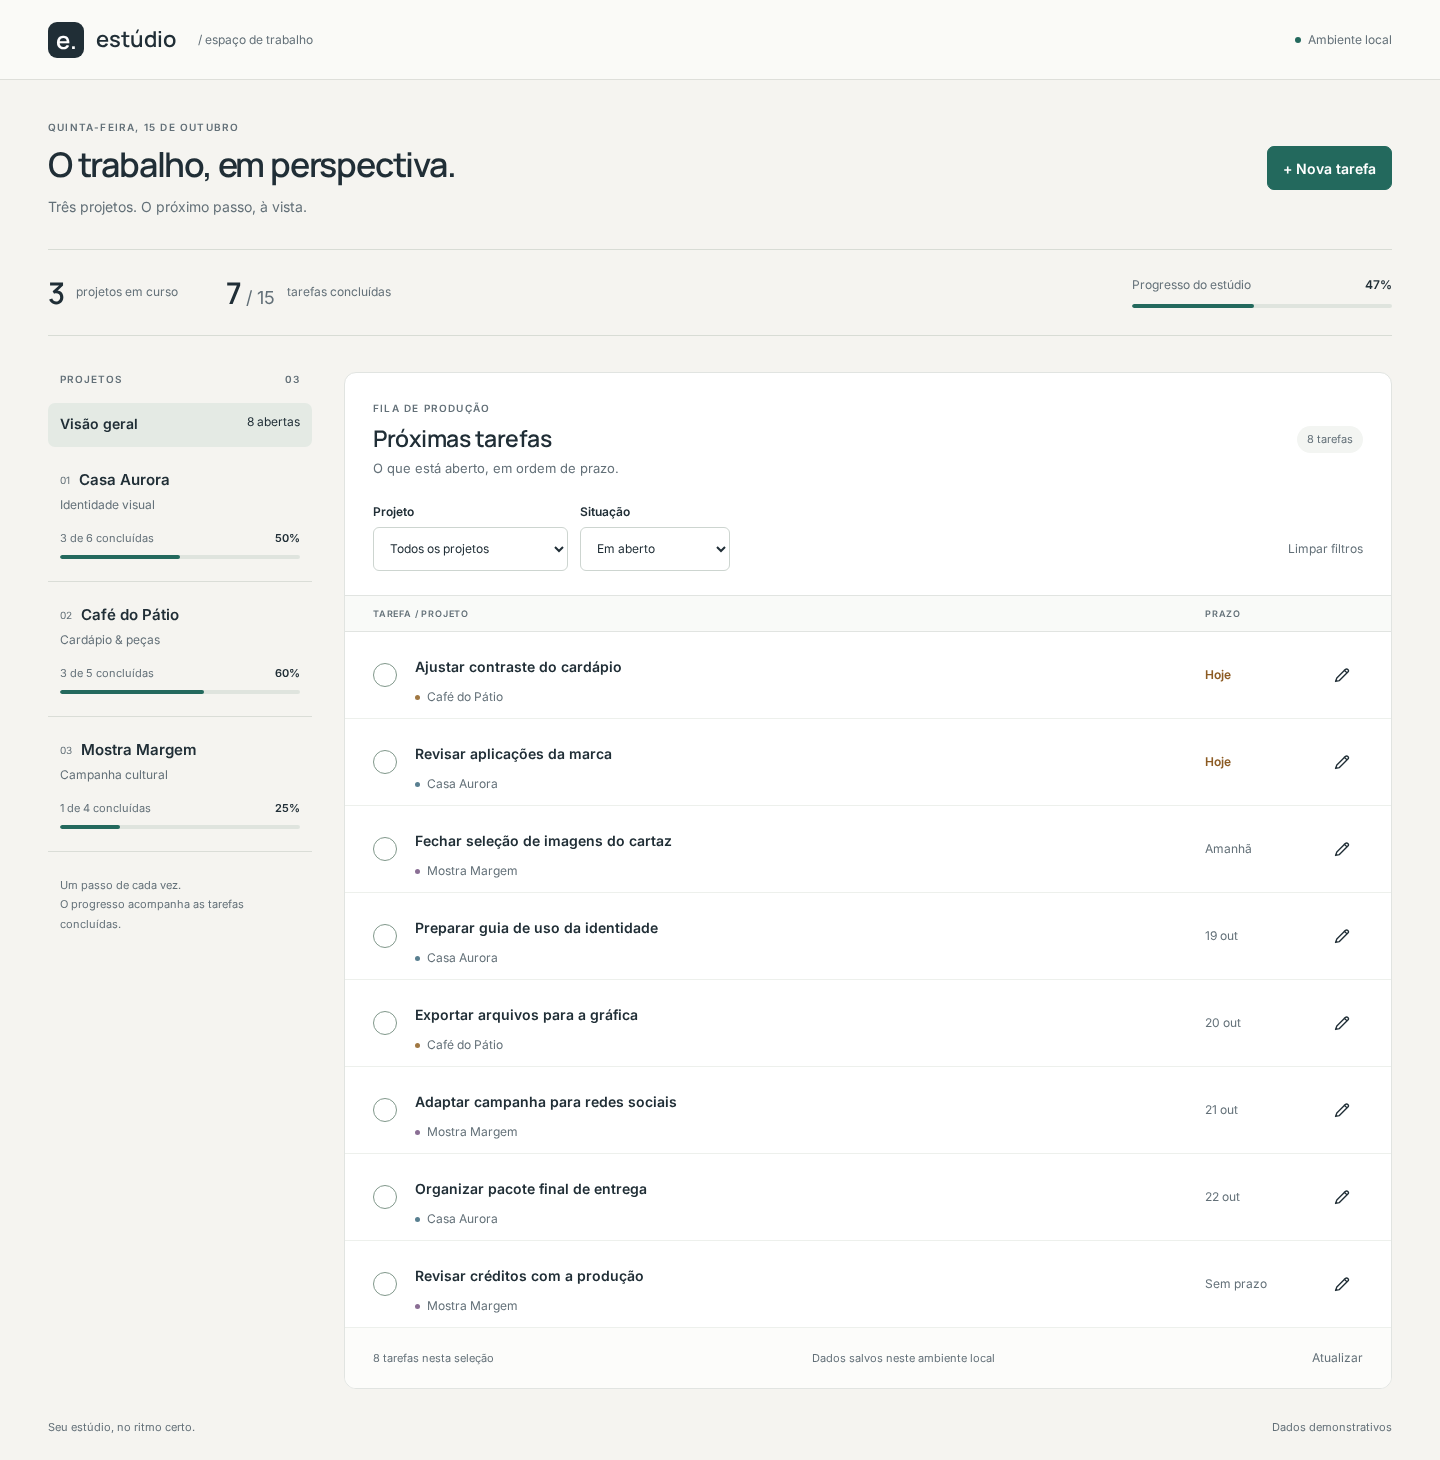 e. estúdio / espaço de trabalho
Ambiente local
QUINTA-FEIRA, 15 DE OUTUBRO
O trabalho, em perspectiva.
Três projetos. O próximo passo, à vista.
+ Nova tarefa
3 projetos em curso
7 / 15 tarefas concluídas
Progresso do estúdio 47%
PROJETOS 03
Visão geral 8 abertas
01 Casa Aurora
Identidade visual
3 de 6 concluídas 50%
02 Café do Pátio
Cardápio & peças
3 de 5 concluídas 60%
03 Mostra Margem
Campanha cultural
1 de 4 concluídas 25%
Um passo de cada vez.
O progresso acompanha as tarefas
concluídas.
FILA DE PRODUÇÃO
Próximas tarefas
8 tarefas
O que está aberto, em ordem de prazo.
Projeto Situação
Todos os projetos Em aberto Limpar filtros
TAREFA / PROJETO PRAZO
Ajustar contraste do cardápio
Hoje
Café do Pátio
Revisar aplicações da marca
Hoje
Casa Aurora
Fechar seleção de imagens do cartaz
Amanhã
Mostra Margem
Preparar guia de uso da identidade
19 out
Casa Aurora
Exportar arquivos para a gráfica
20 out
Café do Pátio
Adaptar campanha para redes sociais
21 out
Mostra Margem
Organizar pacote final de entrega
22 out
Casa Aurora
Revisar créditos com a produção
Sem prazo
Mostra Margem
8 tarefas nesta seleção Dados salvos neste ambiente local Atualizar
Seu estúdio, no ritmo certo. Dados demonstrativos